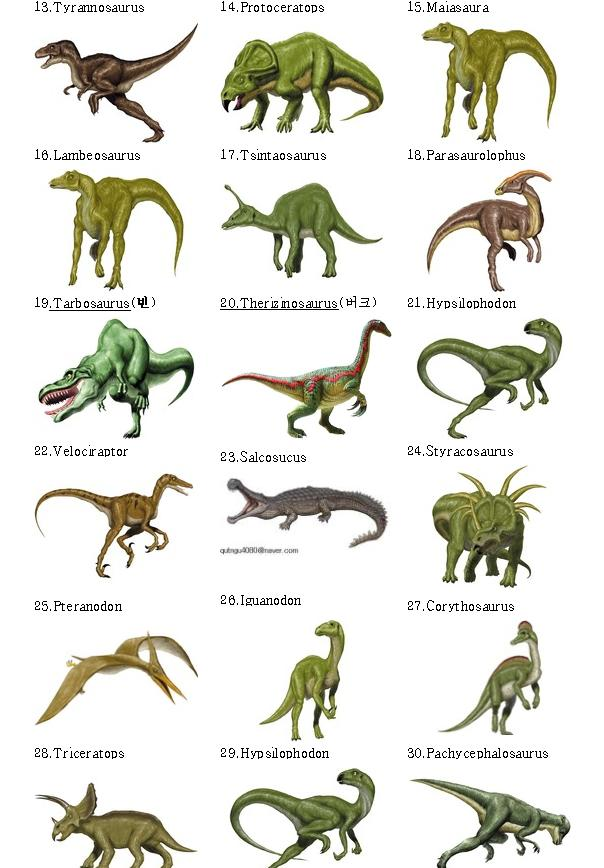 13.Tyrannosaurus
14.Protoceratops
15.Maiasaura
16.Lambeosaurus
17.Tsintaosaurus
18.Parasaurolophus
19.Tarbosaurus(빈)
20.Therizinosaurus(벅크)
21.Hypsilophodon
22.Velociraptor
23.Salcosucus
24.Styracosaurus
qutngu4080@naver.com
25.Pteranodon
26.Iguanodon
27.Corythosaurus
28.Triceratops
29.Hypsilophodon
30.Pachycephalosaurus